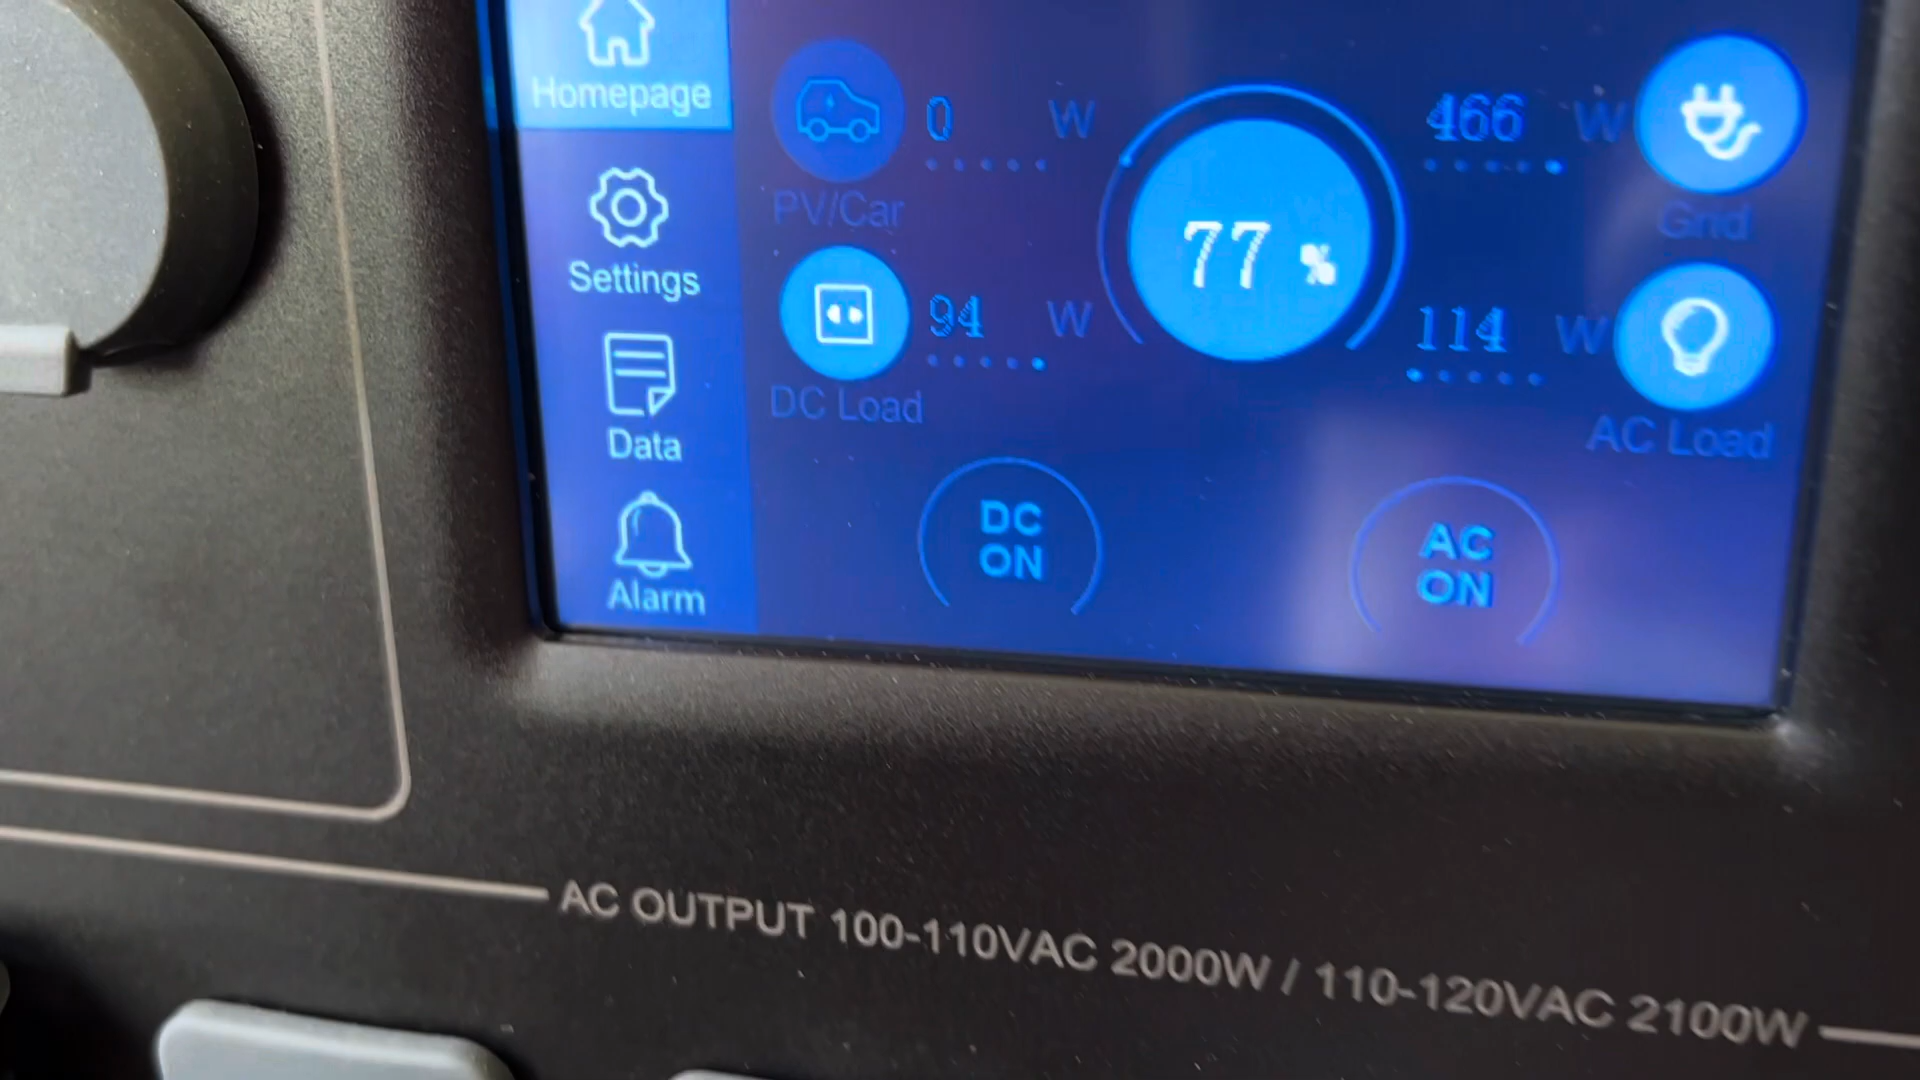 Homepage
Settings
Data
Alarm
0 W
PV/Car
94 W
DC Load
77 %
466 W
Grid
114 W
AC Load
DC
ON
AC
ON
AC OUTPUT 100-110VAC 2000W / 110-120VAC 2100W